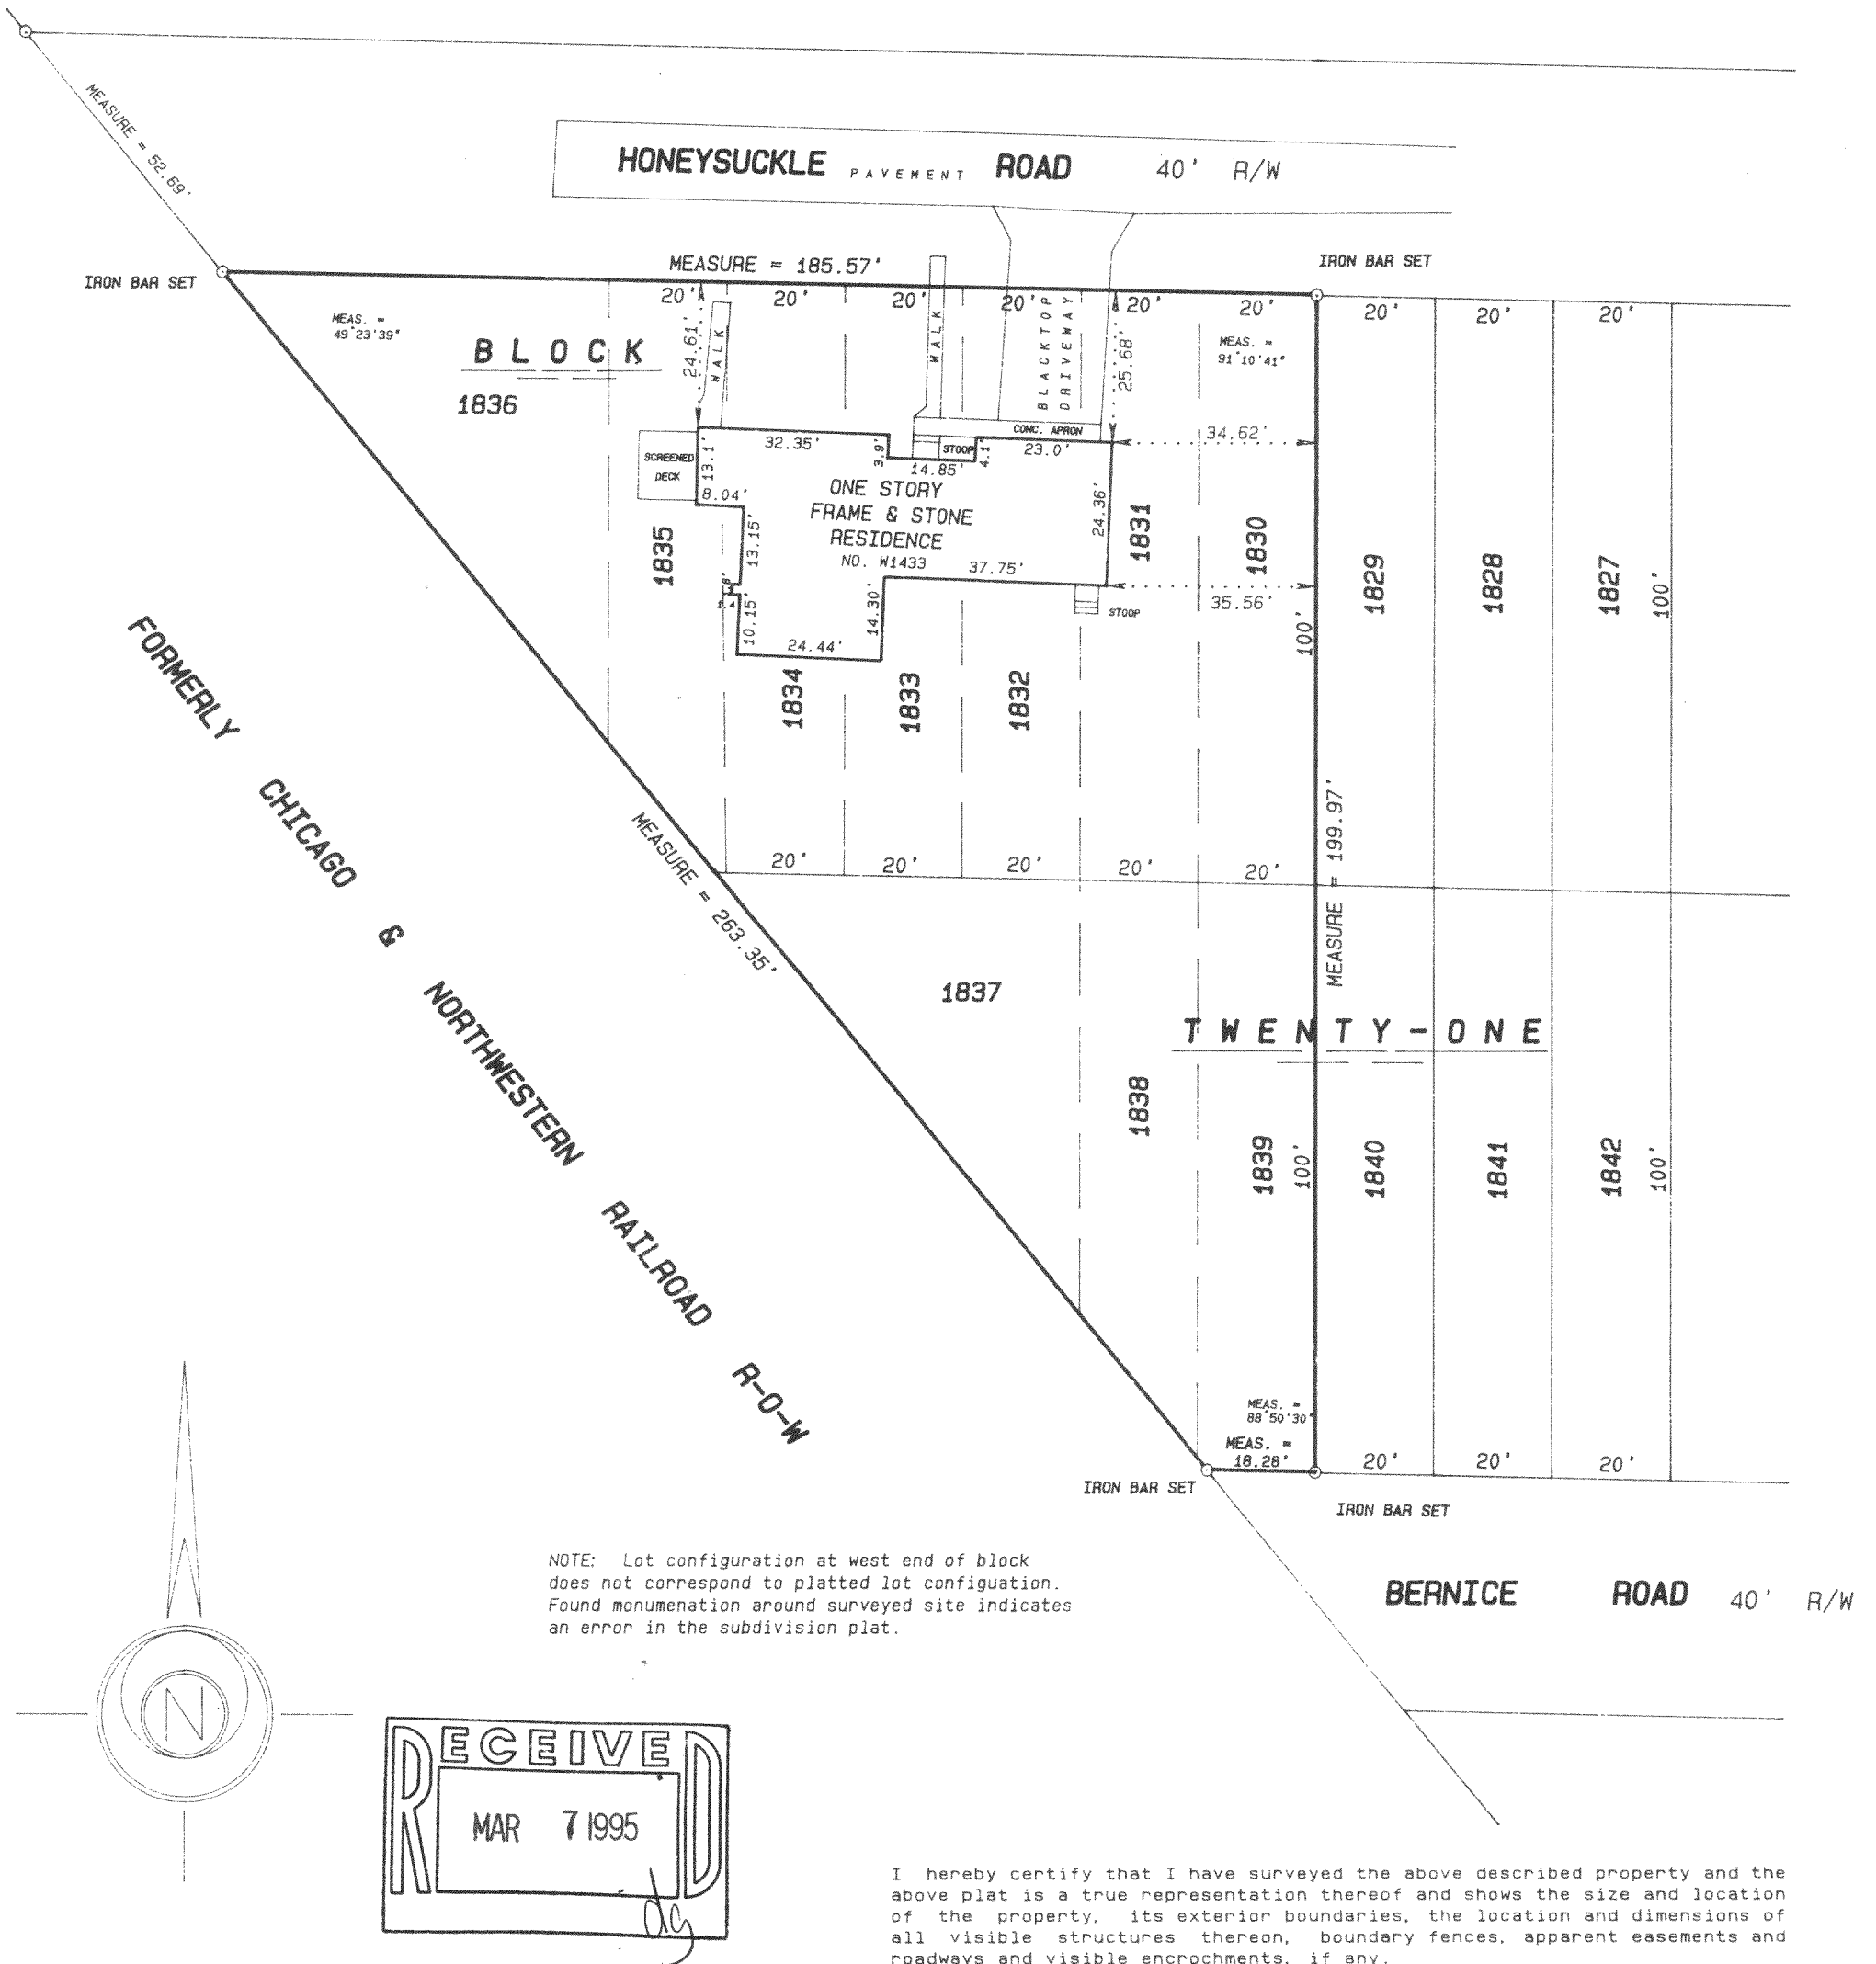 MEASURE = 52.69'
HONEYSUCKLE PAVEMENT ROAD 40' R/W
MEASURE = 185.57'
IRON BAR SET
IRON BAR SET
20' 20' 20' 20' 20' 20' 20' 20' 20'
MEAS. =
49°23'39"
BLOCK
24.61'
WALK
WALK
BLACKTOP
DRIVEWAY
25.68'
MEAS. =
91°10'41"
1836
CONC. APRON
34.62'
SCREENED
DECK
13.1'
32.35'
3.9'
STOOP
4.1'
23.0'
14.85'
8.04'
ONE STORY
FRAME & STONE
RESIDENCE
NO. W1433
37.75'
24.36'
13.15'
10.15'
24.44'
14.30'
STOOP
35.56'
1835
1834
1833
1832
1831
1830
1829
1828
1827
100'
100'
FORMERLY CHICAGO & NORTHWESTERN RAILROAD R-O-W
MEASURE = 263.35'
20' 20' 20' 20' 20'
MEASURE = 199.97'
1837
TWENTY-ONE
1838
1839
100'
1840
1841
1842
100'
MEAS. =
88°50'30"
MEAS. =
18.28'
20' 20' 20'
IRON BAR SET
IRON BAR SET
NOTE: Lot configuration at west end of block
does not correspond to platted lot configuation.
Found monumenation around surveyed site indicates
an error in the subdivision plat.
BERNICE ROAD 40' R/W
N
RECEIVED
MAR 7 1995
I hereby certify that I have surveyed the above described property and the
above plat is a true representation thereof and shows the size and location
of the property, its exterior boundaries, the location and dimensions of
all visible structures thereon, boundary fences, apparent easements and
roadways and visible encrochments, if any.